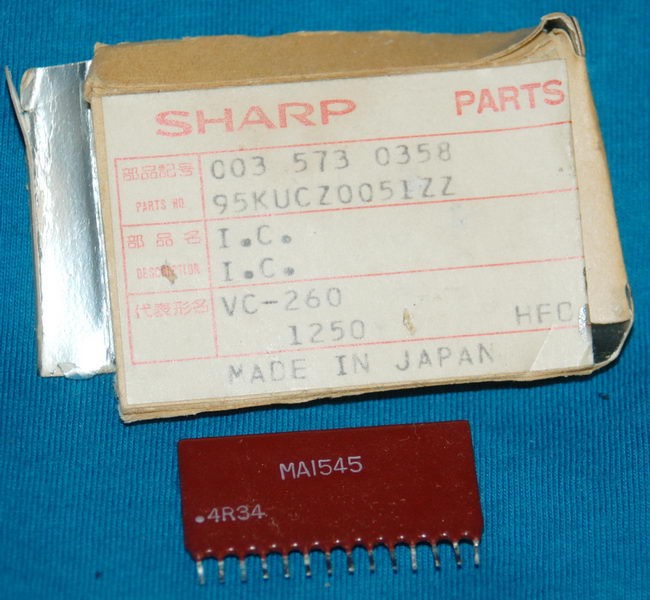 SHARP PARTS
部品記号 003 573 0358
PARTS NO. 95KUCZ0051ZZ
部品名 I.C.
DESCRIPTION I.C.
代表形名 VC-260
1250 HFC
MADE IN JAPAN
MA1545
.4R34